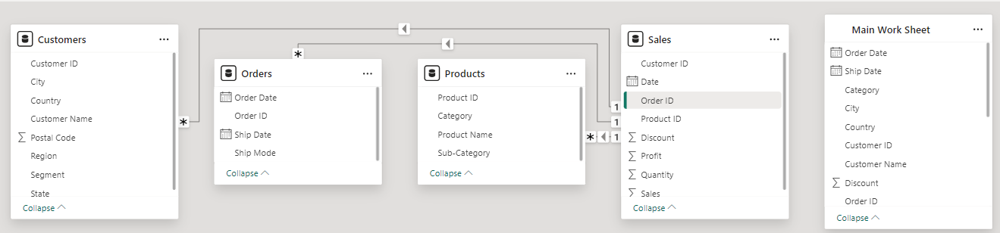 Customers
Customer ID
City
Country
Customer Name
Postal Code
Region
Segment
State
Collapse
Orders
Order Date
Order ID
Ship Date
Ship Mode
Collapse
Products
Product ID
Category
Product Name
Sub-Category
Collapse
Sales
Customer ID
Date
Order ID
Product ID
Discount
Profit
Quantity
Sales
Collapse
Main Work Sheet
Order Date
Ship Date
Category
City
Country
Customer ID
Customer Name
Discount
Order ID
Collapse
*
*
*
1
1
1